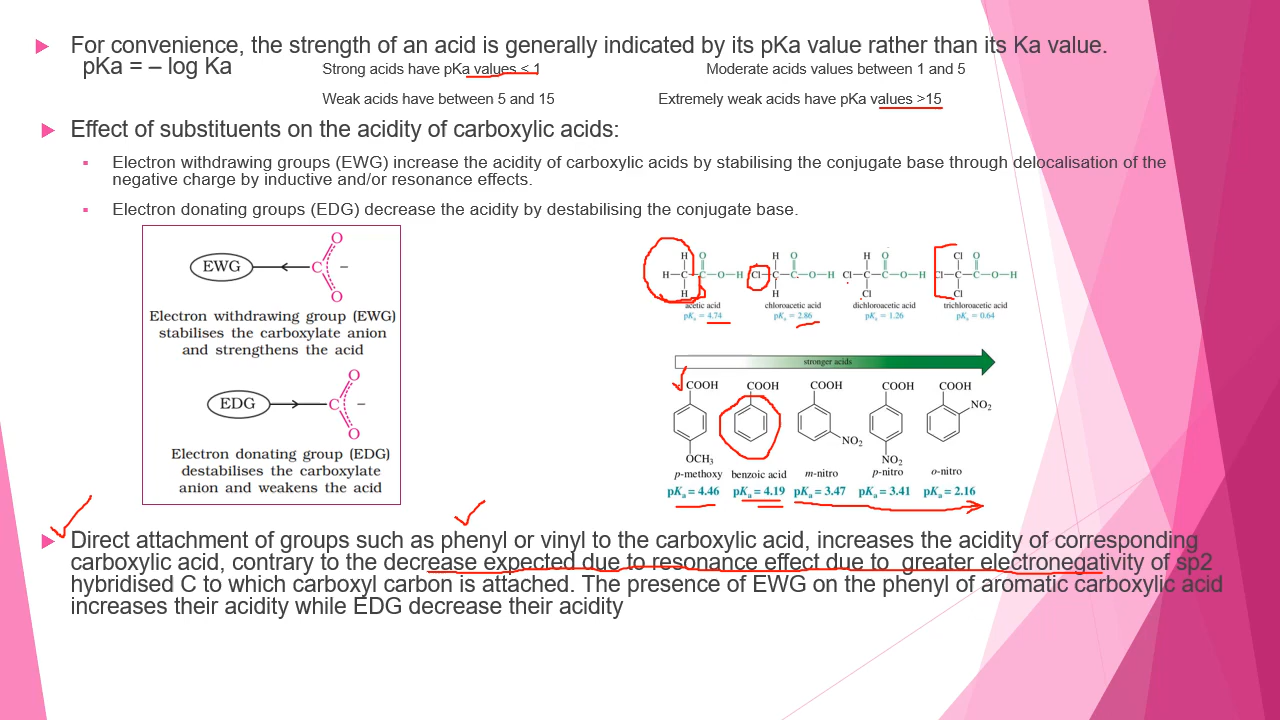 For convenience, the strength of an acid is generally indicated by its pKa value rather than its Ka value.
pKa = – log Ka
Strong acids have pKa values < 1
Moderate acids values between 1 and 5
Weak acids have between 5 and 15
Extremely weak acids have pKa values >15
Effect of substituents on the acidity of carboxylic acids:
Electron withdrawing groups (EWG) increase the acidity of carboxylic acids by stabilising the conjugate base through delocalisation of the
negative charge by inductive and/or resonance effects.
Electron donating groups (EDG) decrease the acidity by destabilising the conjugate base.
O
EWG C –
O
Electron withdrawing group (EWG)
stabilises the carboxylate anion
and strengthens the acid
O
EDG C –
O
Electron donating group (EDG)
destabilises the carboxylate
anion and weakens the acid
H O
H–C–C–O–H
H
acetic acid
pKa = 4.74
H O
Cl–C–C–O–H
H
chloroacetic acid
pKa = 2.86
H O
Cl–C–C–O–H
Cl
dichloroacetic acid
pKa = 1.26
Cl O
Cl–C–C–O–H
Cl
trichloroacetic acid
pKa = 0.64
stronger acids
COOH COOH COOH COOH COOH
NO2
NO2
OCH3 NO2
p-methoxy benzoic acid m-nitro p-nitro o-nitro
pKa = 4.46 pKa = 4.19 pKa = 3.47 pKa = 3.41 pKa = 2.16
Direct attachment of groups such as phenyl or vinyl to the carboxylic acid, increases the acidity of corresponding
carboxylic acid, contrary to the decrease expected due to resonance effect due to greater electronegativity of sp2
hybridised C to which carboxyl carbon is attached. The presence of EWG on the phenyl of aromatic carboxylic acid
increases their acidity while EDG decrease their acidity